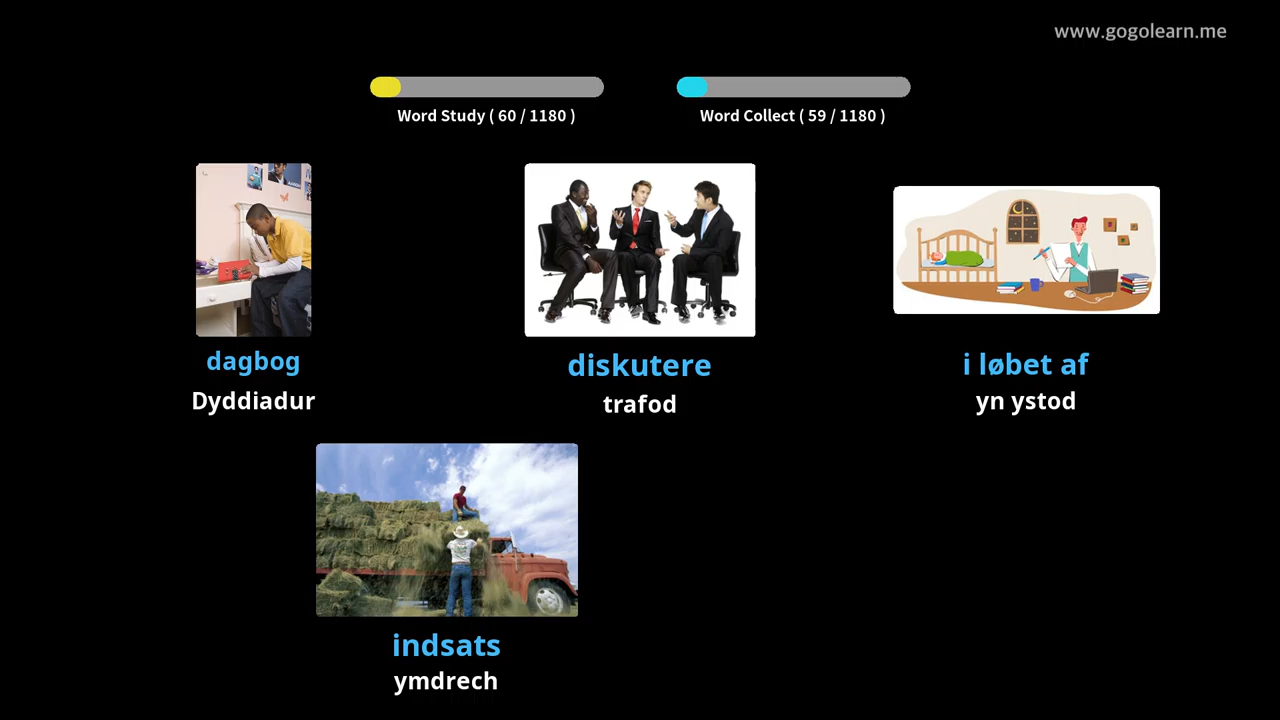 www.gogolearn.me
Word Study ( 60 / 1180 )
Word Collect ( 59 / 1180 )
dagbog
Dyddiadur
diskutere
trafod
i løbet af
yn ystod
indsats
ymdrech